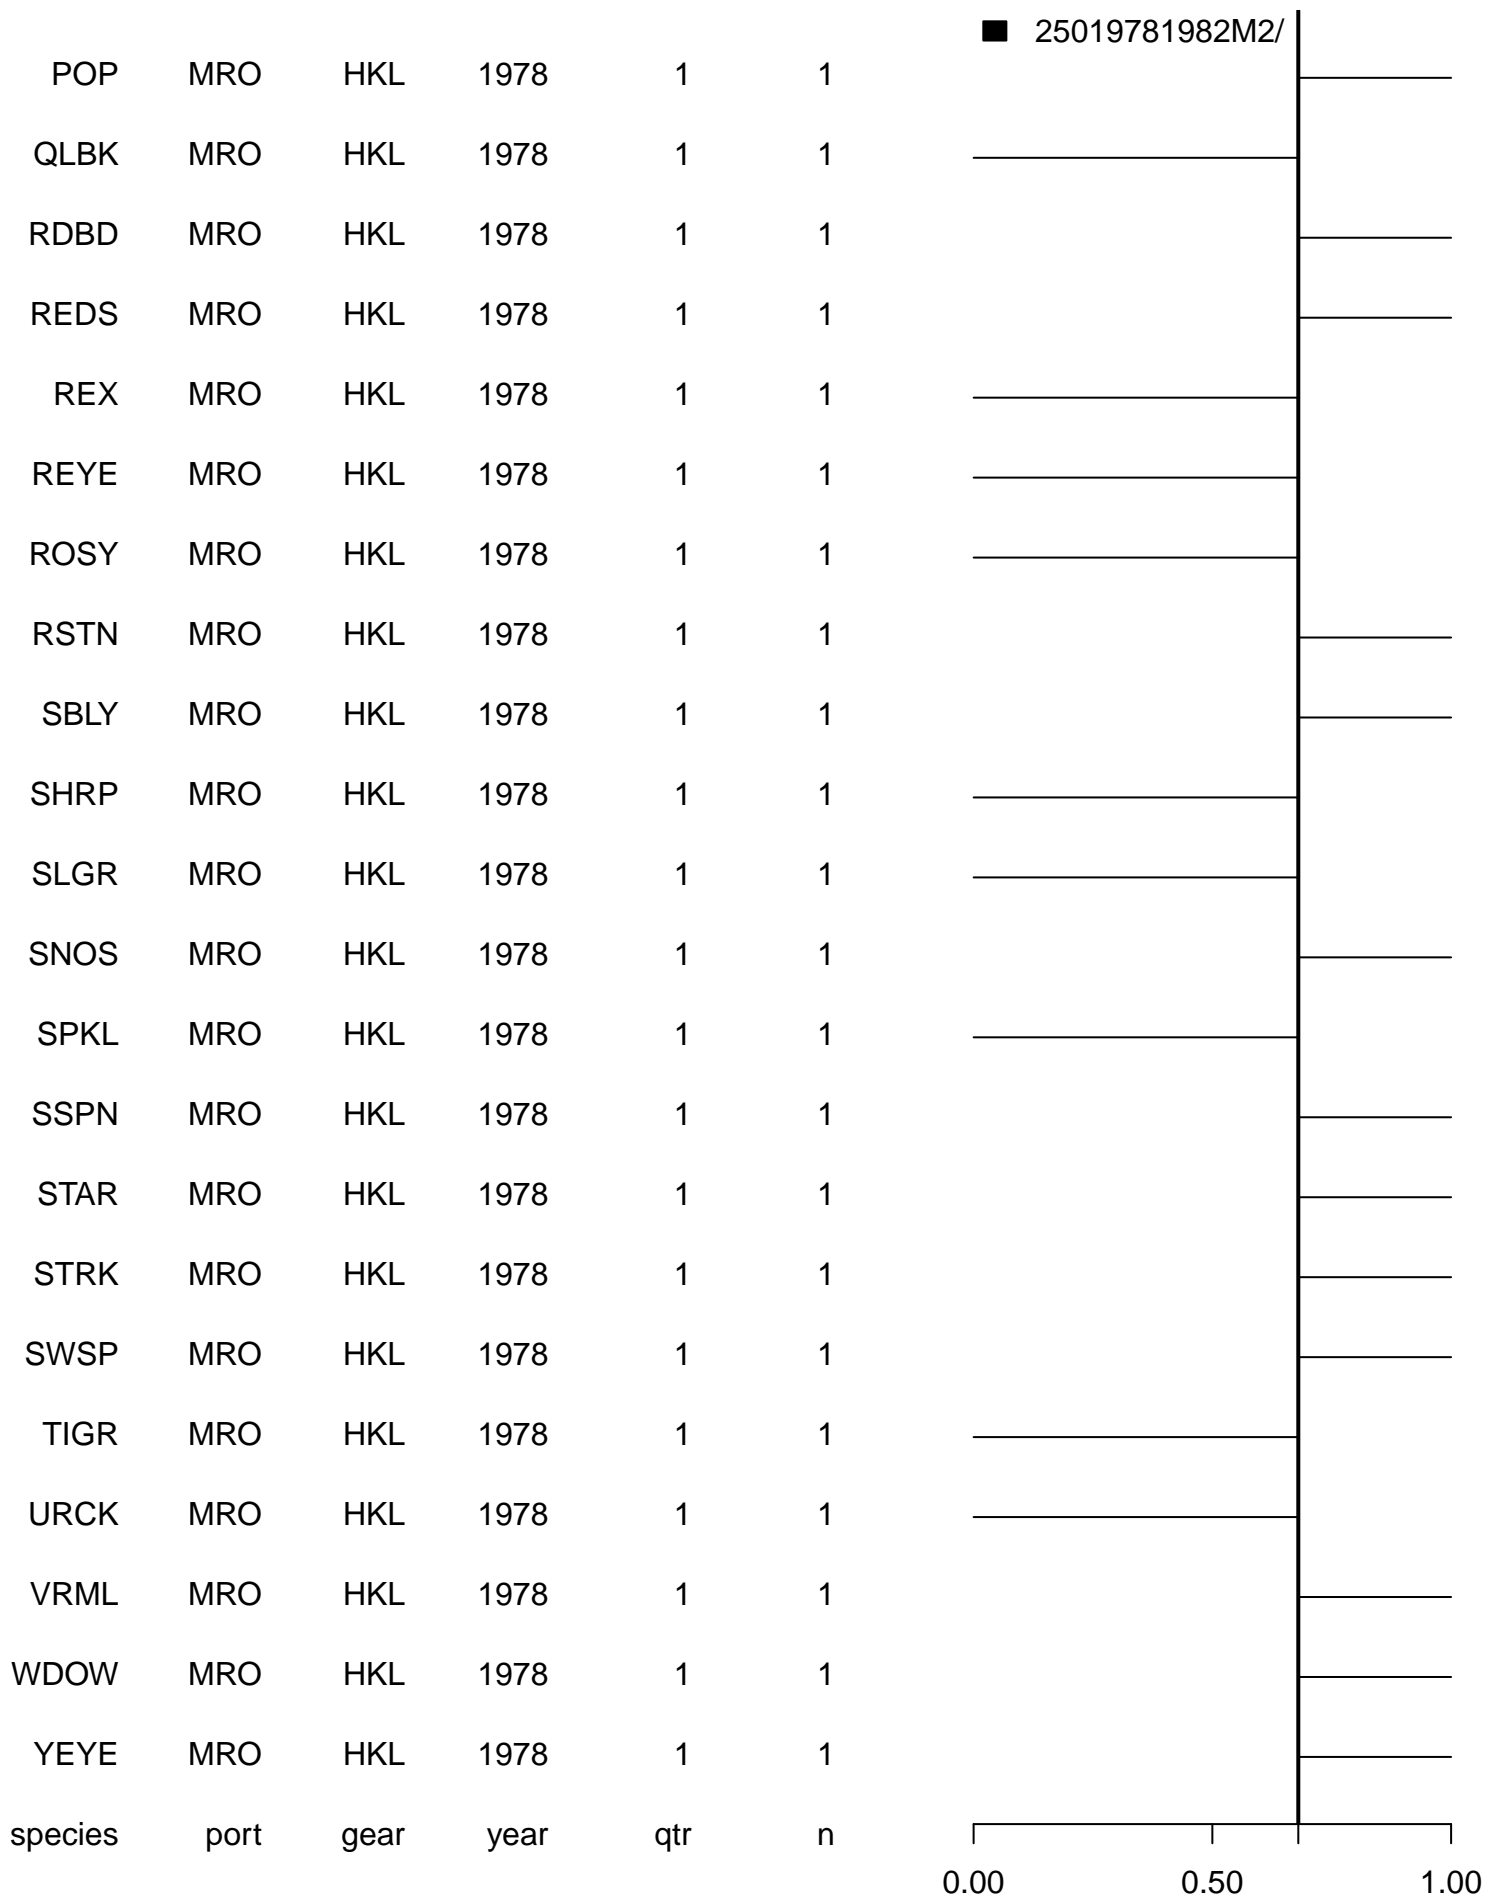 25019781982M2/
POP MRO HKL 1978 1 1
QLBK MRO HKL 1978 1 1
RDBD MRO HKL 1978 1 1
REDS MRO HKL 1978 1 1
REX MRO HKL 1978 1 1
REYE MRO HKL 1978 1 1
ROSY MRO HKL 1978 1 1
RSTN MRO HKL 1978 1 1
SBLY MRO HKL 1978 1 1
SHRP MRO HKL 1978 1 1
SLGR MRO HKL 1978 1 1
SNOS MRO HKL 1978 1 1
SPKL MRO HKL 1978 1 1
SSPN MRO HKL 1978 1 1
STAR MRO HKL 1978 1 1
STRK MRO HKL 1978 1 1
SWSP MRO HKL 1978 1 1
TIGR MRO HKL 1978 1 1
URCK MRO HKL 1978 1 1
VRML MRO HKL 1978 1 1
WDOW MRO HKL 1978 1 1
YEYE MRO HKL 1978 1 1
species port gear year qtr n
0.00 0.50 1.00